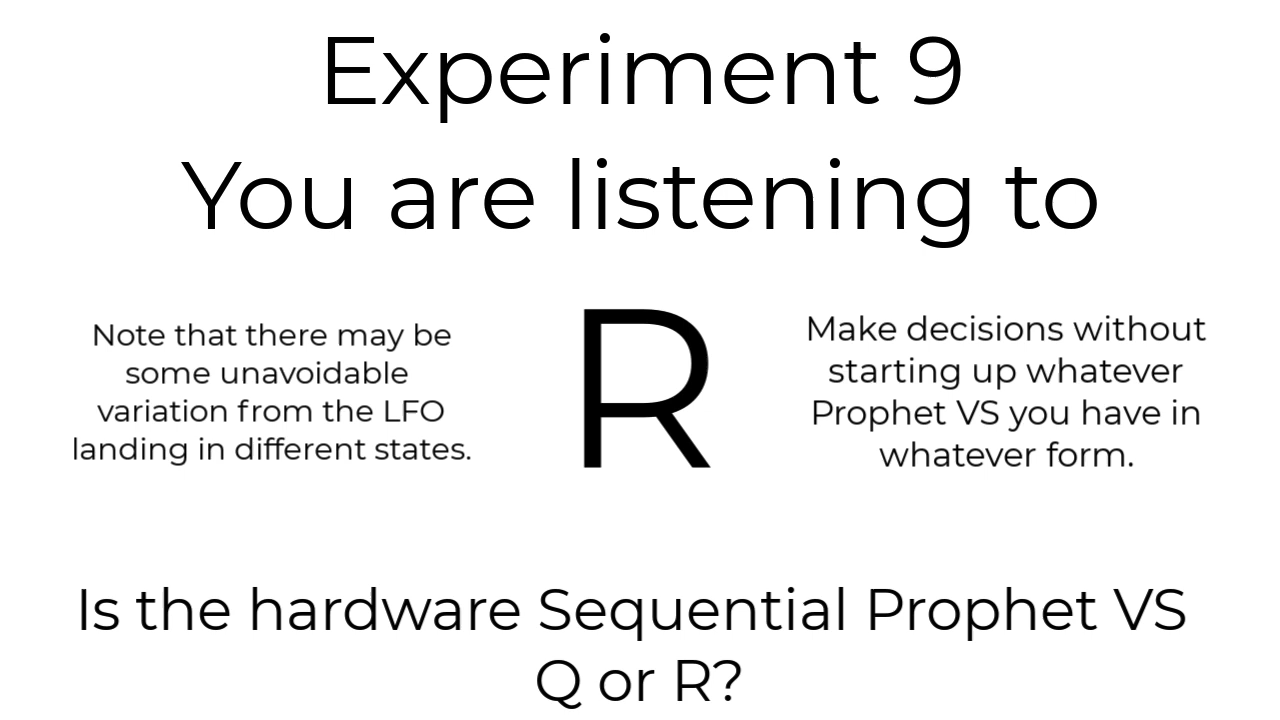 Experiment 9
You are listening to
Note that there may be
some unavoidable
variation from the LFO
landing in different states.
R
Make decisions without
starting up whatever
Prophet VS you have in
whatever form.
Is the hardware Sequential Prophet VS
Q or R?